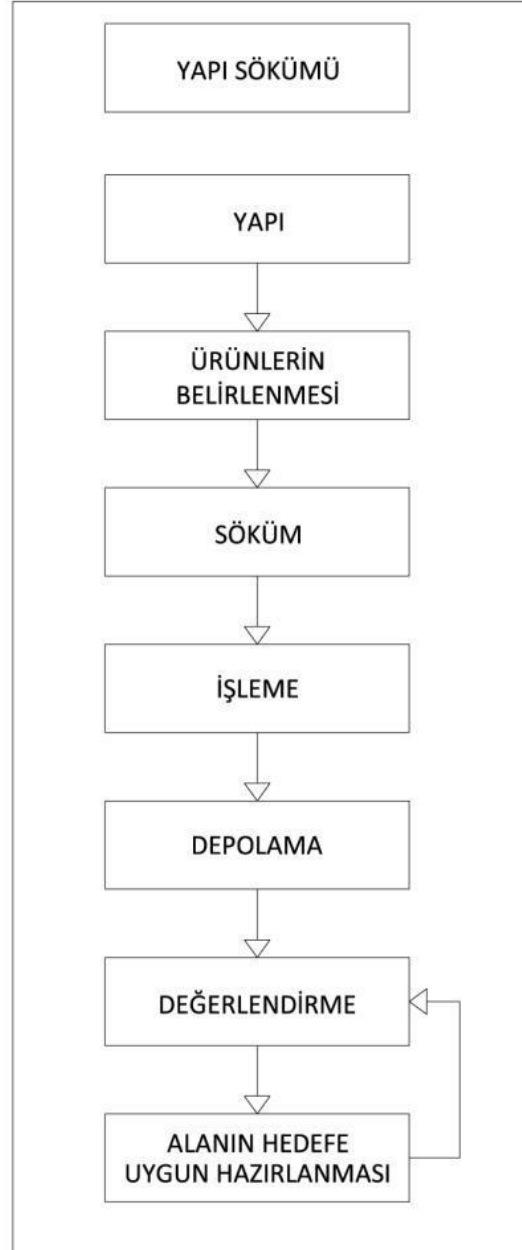 YAPI SÖKÜMÜ
YAPI
ÜRÜNLERİN
BELİRLENMESİ
SÖKÜM
İŞLEME
DEPOLAMA
DEĞERLENDİRME
ALANIN HEDEFE
UYGUN HAZIRLANMASI